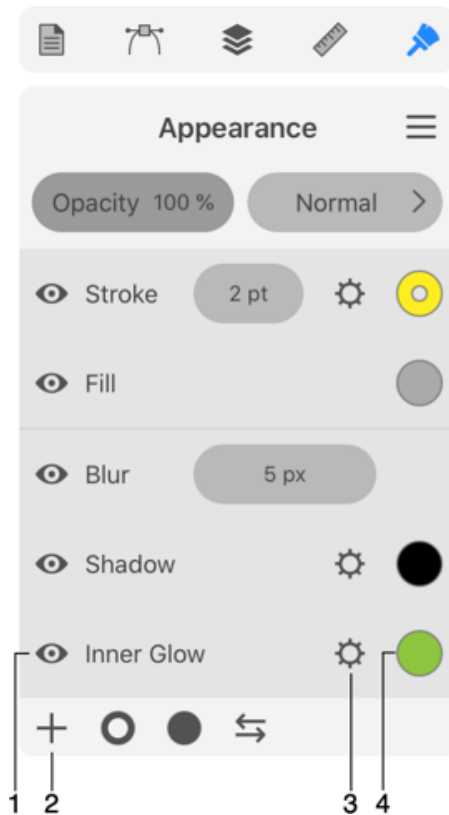 Appearance
Opacity 100 % Normal
Stroke 2 pt
Fill
Blur 5 px
Shadow
Inner Glow
1 2 3 4